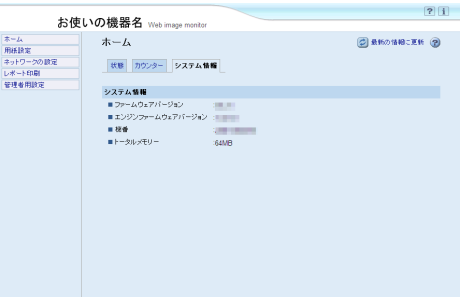 ? i
お使いの機器名 Web image monitor
ホーム
用紙設定
ネットワークの設定
レポート印刷
管理者用設定
ホーム
最新の情報に更新 ?
状態 カウンター システム情報
システム情報
■ ファームウェアバージョン
■ エンジンファームウェアバージョン
■ 機番
■ トータルメモリー :64MB